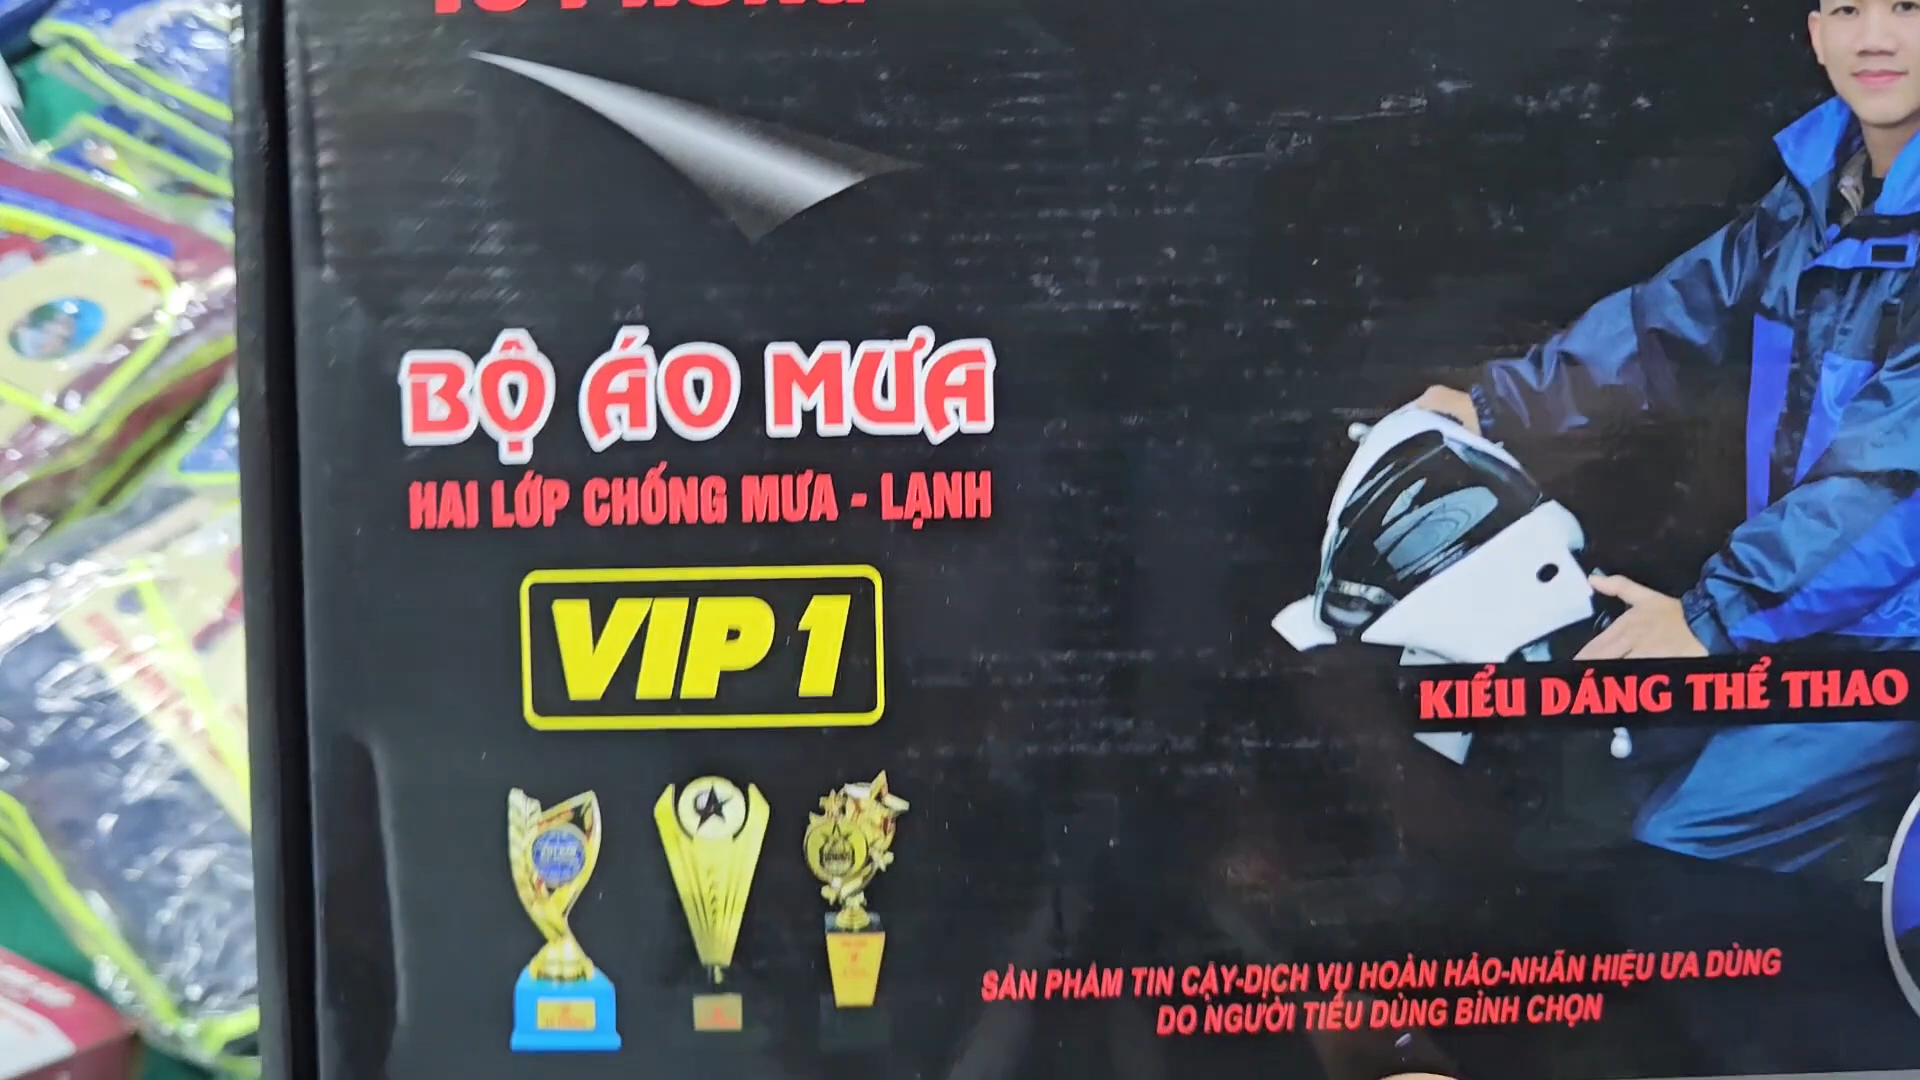 BỘ ÁO MƯA
HAI LỚP CHỐNG MƯA - LẠNH
VIP 1
KIỂU DÁNG THỂ THAO
SẢN PHẨM TIN CẬY-DỊCH VỤ HOÀN HẢO-NHÃN HIỆU ƯA DÙNG
DO NGƯỜI TIÊU DÙNG BÌNH CHỌN